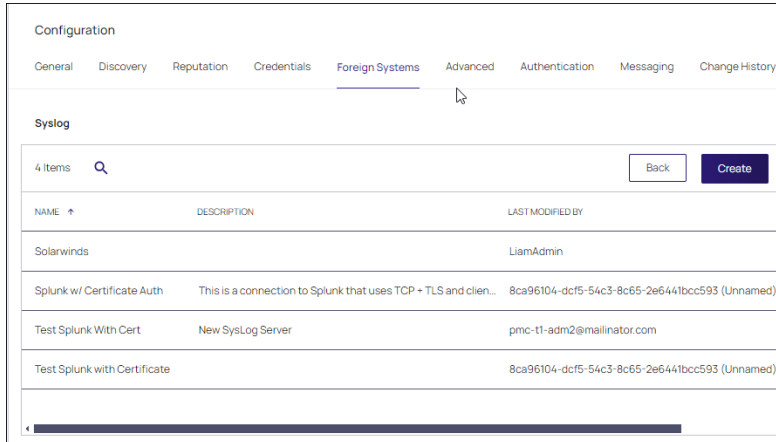 Configuration
General Discovery Reputation Credentials Foreign Systems Advanced Authentication Messaging Change History
Syslog
4 Items Back Create
NAME ↑ DESCRIPTION LAST MODIFIED BY
Solarwinds LiamAdmin
Splunk w/ Certificate Auth This is a connection to Splunk that uses TCP + TLS and clien... 8ca96104-dcf5-54c3-8c65-2e6441bcc593 (Unnamed)
Test Splunk With Cert New SysLog Server pmc-t1-adm2@mailinator.com
Test Splunk with Certificate 8ca96104-dcf5-54c3-8c65-2e6441bcc593 (Unnamed)